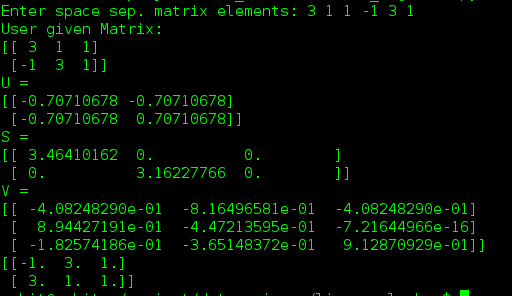 Enter space sep. matrix elements: 3 1 1 -1 3 1
User given Matrix:
[[ 3  1  1]
 [-1  3  1]]
U =
[[-0.70710678 -0.70710678]
 [-0.70710678  0.70710678]]
S =
[[ 3.46410162  0.          0.        ]
 [ 0.          3.16227766  0.        ]]
V =
[[ -4.08248290e-01  -8.16496581e-01  -4.08248290e-01]
 [  8.94427191e-01  -4.47213595e-01  -7.21644966e-16]
 [ -1.82574186e-01  -3.65148372e-01   9.12870929e-01]]
[[-1.  3.  1.]
 [ 3.  1.  1.]]